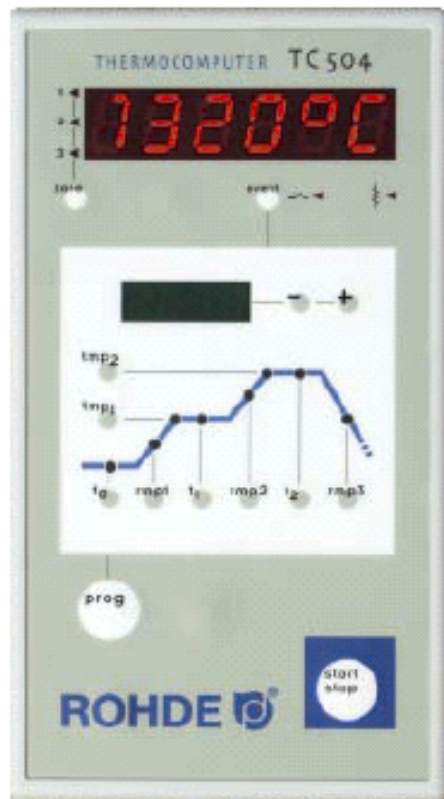 THERMOCOMPUTER TC504
1
2
3
1320°C
zone event
- +
tmp2
tmp1
t0 rmp1 t1 rmp2 t2 rmp3
prog
start
stop
ROHDE ®